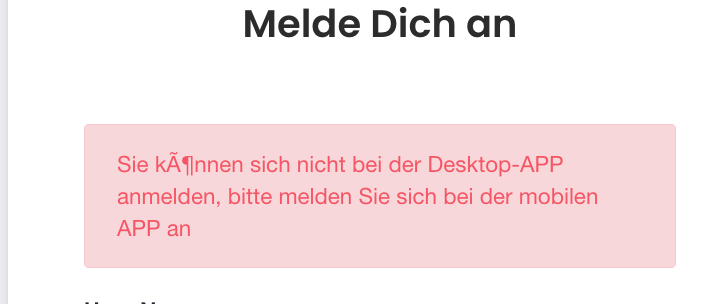 Melde Dich an
Sie kÃ¶nnen sich nicht bei der Desktop-APP
anmelden, bitte melden Sie sich bei der mobilen
APP an